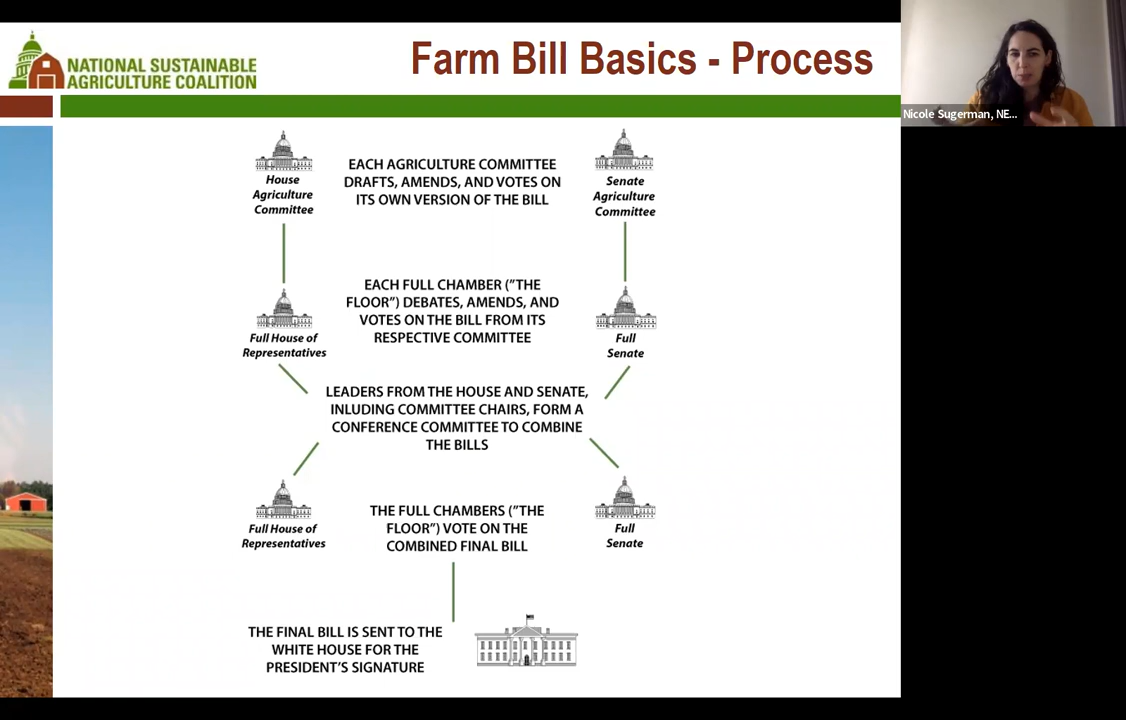 NATIONAL SUSTAINABLE
AGRICULTURE COALITION
Farm Bill Basics - Process
Nicole Sugerman, NE...
House
Agriculture
Committee
EACH AGRICULTURE COMMITTEE
DRAFTS, AMENDS, AND VOTES ON
ITS OWN VERSION OF THE BILL
Senate
Agriculture
Committee
Full House of
Representatives
EACH FULL CHAMBER ("THE
FLOOR") DEBATES, AMENDS, AND
VOTES ON THE BILL FROM ITS
RESPECTIVE COMMITTEE
Full
Senate
LEADERS FROM THE HOUSE AND SENATE,
INLUDING COMMITTEE CHAIRS, FORM A
CONFERENCE COMMITTEE TO COMBINE
THE BILLS
Full House of
Representatives
THE FULL CHAMBERS ("THE
FLOOR") VOTE ON THE
COMBINED FINAL BILL
Full
Senate
THE FINAL BILL IS SENT TO THE
WHITE HOUSE FOR THE
PRESIDENT'S SIGNATURE